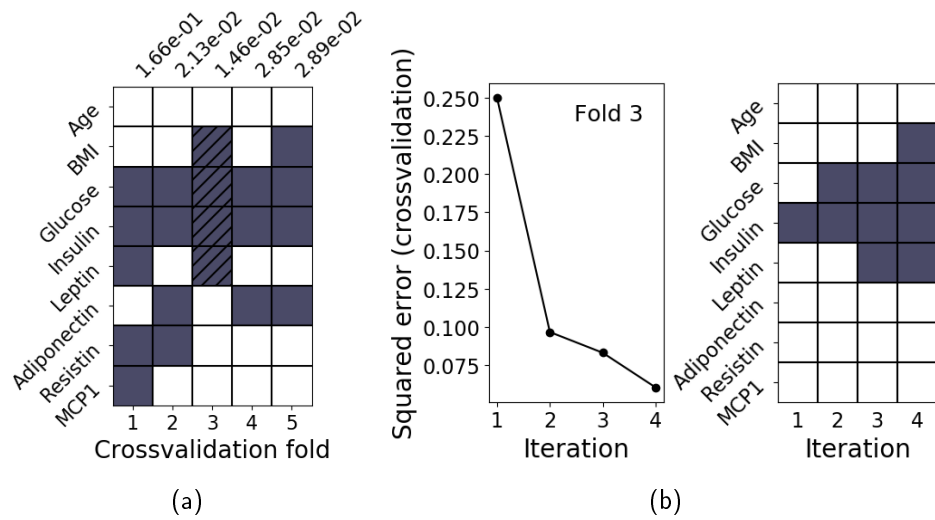 1.66e-01
2.13e-02
1.46e-02
2.85e-02
2.89e-02
Age
BMI
Glucose
Insulin
Leptin
Adiponectin
Resistin
MCP1
1 2 3 4 5
Crossvalidation fold
(a)
Squared error (crossvalidation)
0.250
0.225
0.200
0.175
0.150
0.125
0.100
0.075
Fold 3
1 2 3 4
Iteration
Age
BMI
Glucose
Insulin
Leptin
Adiponectin
Resistin
MCP1
1 2 3 4
Iteration
(b)